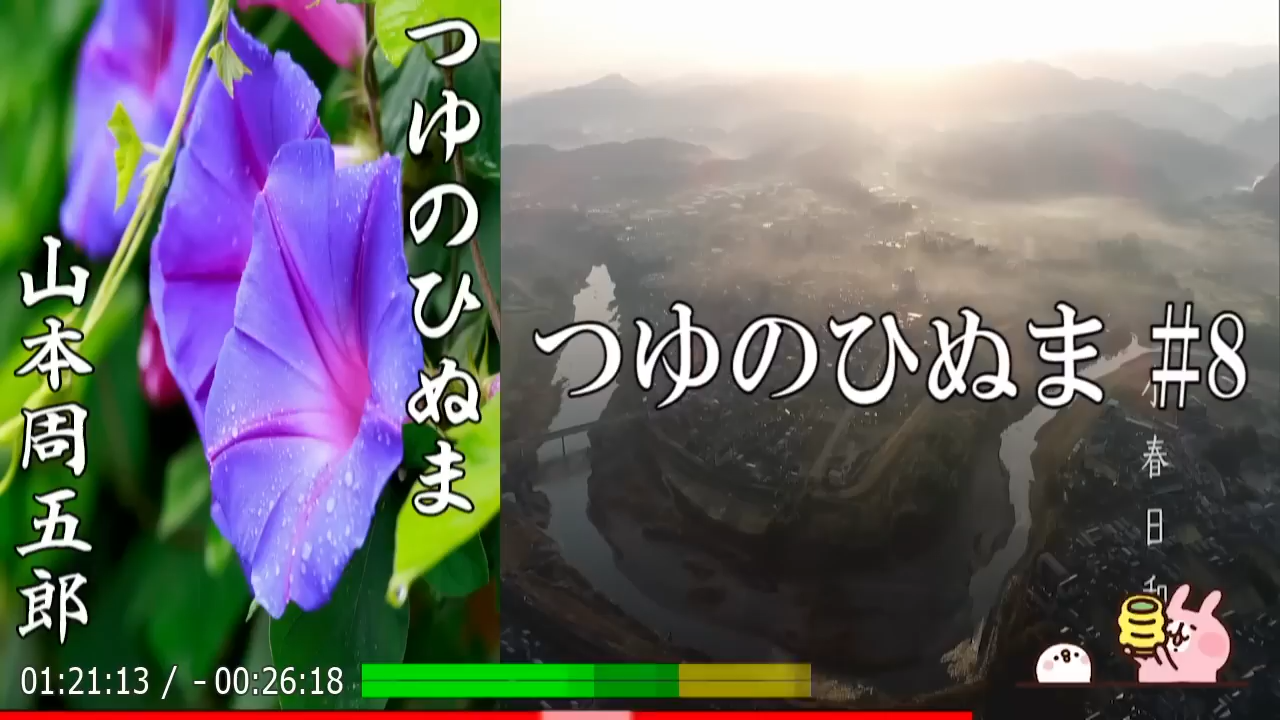 つゆのひぬま
山本周五郎
つゆのひぬま #8
春日和
01:21:13 / -00:26:18